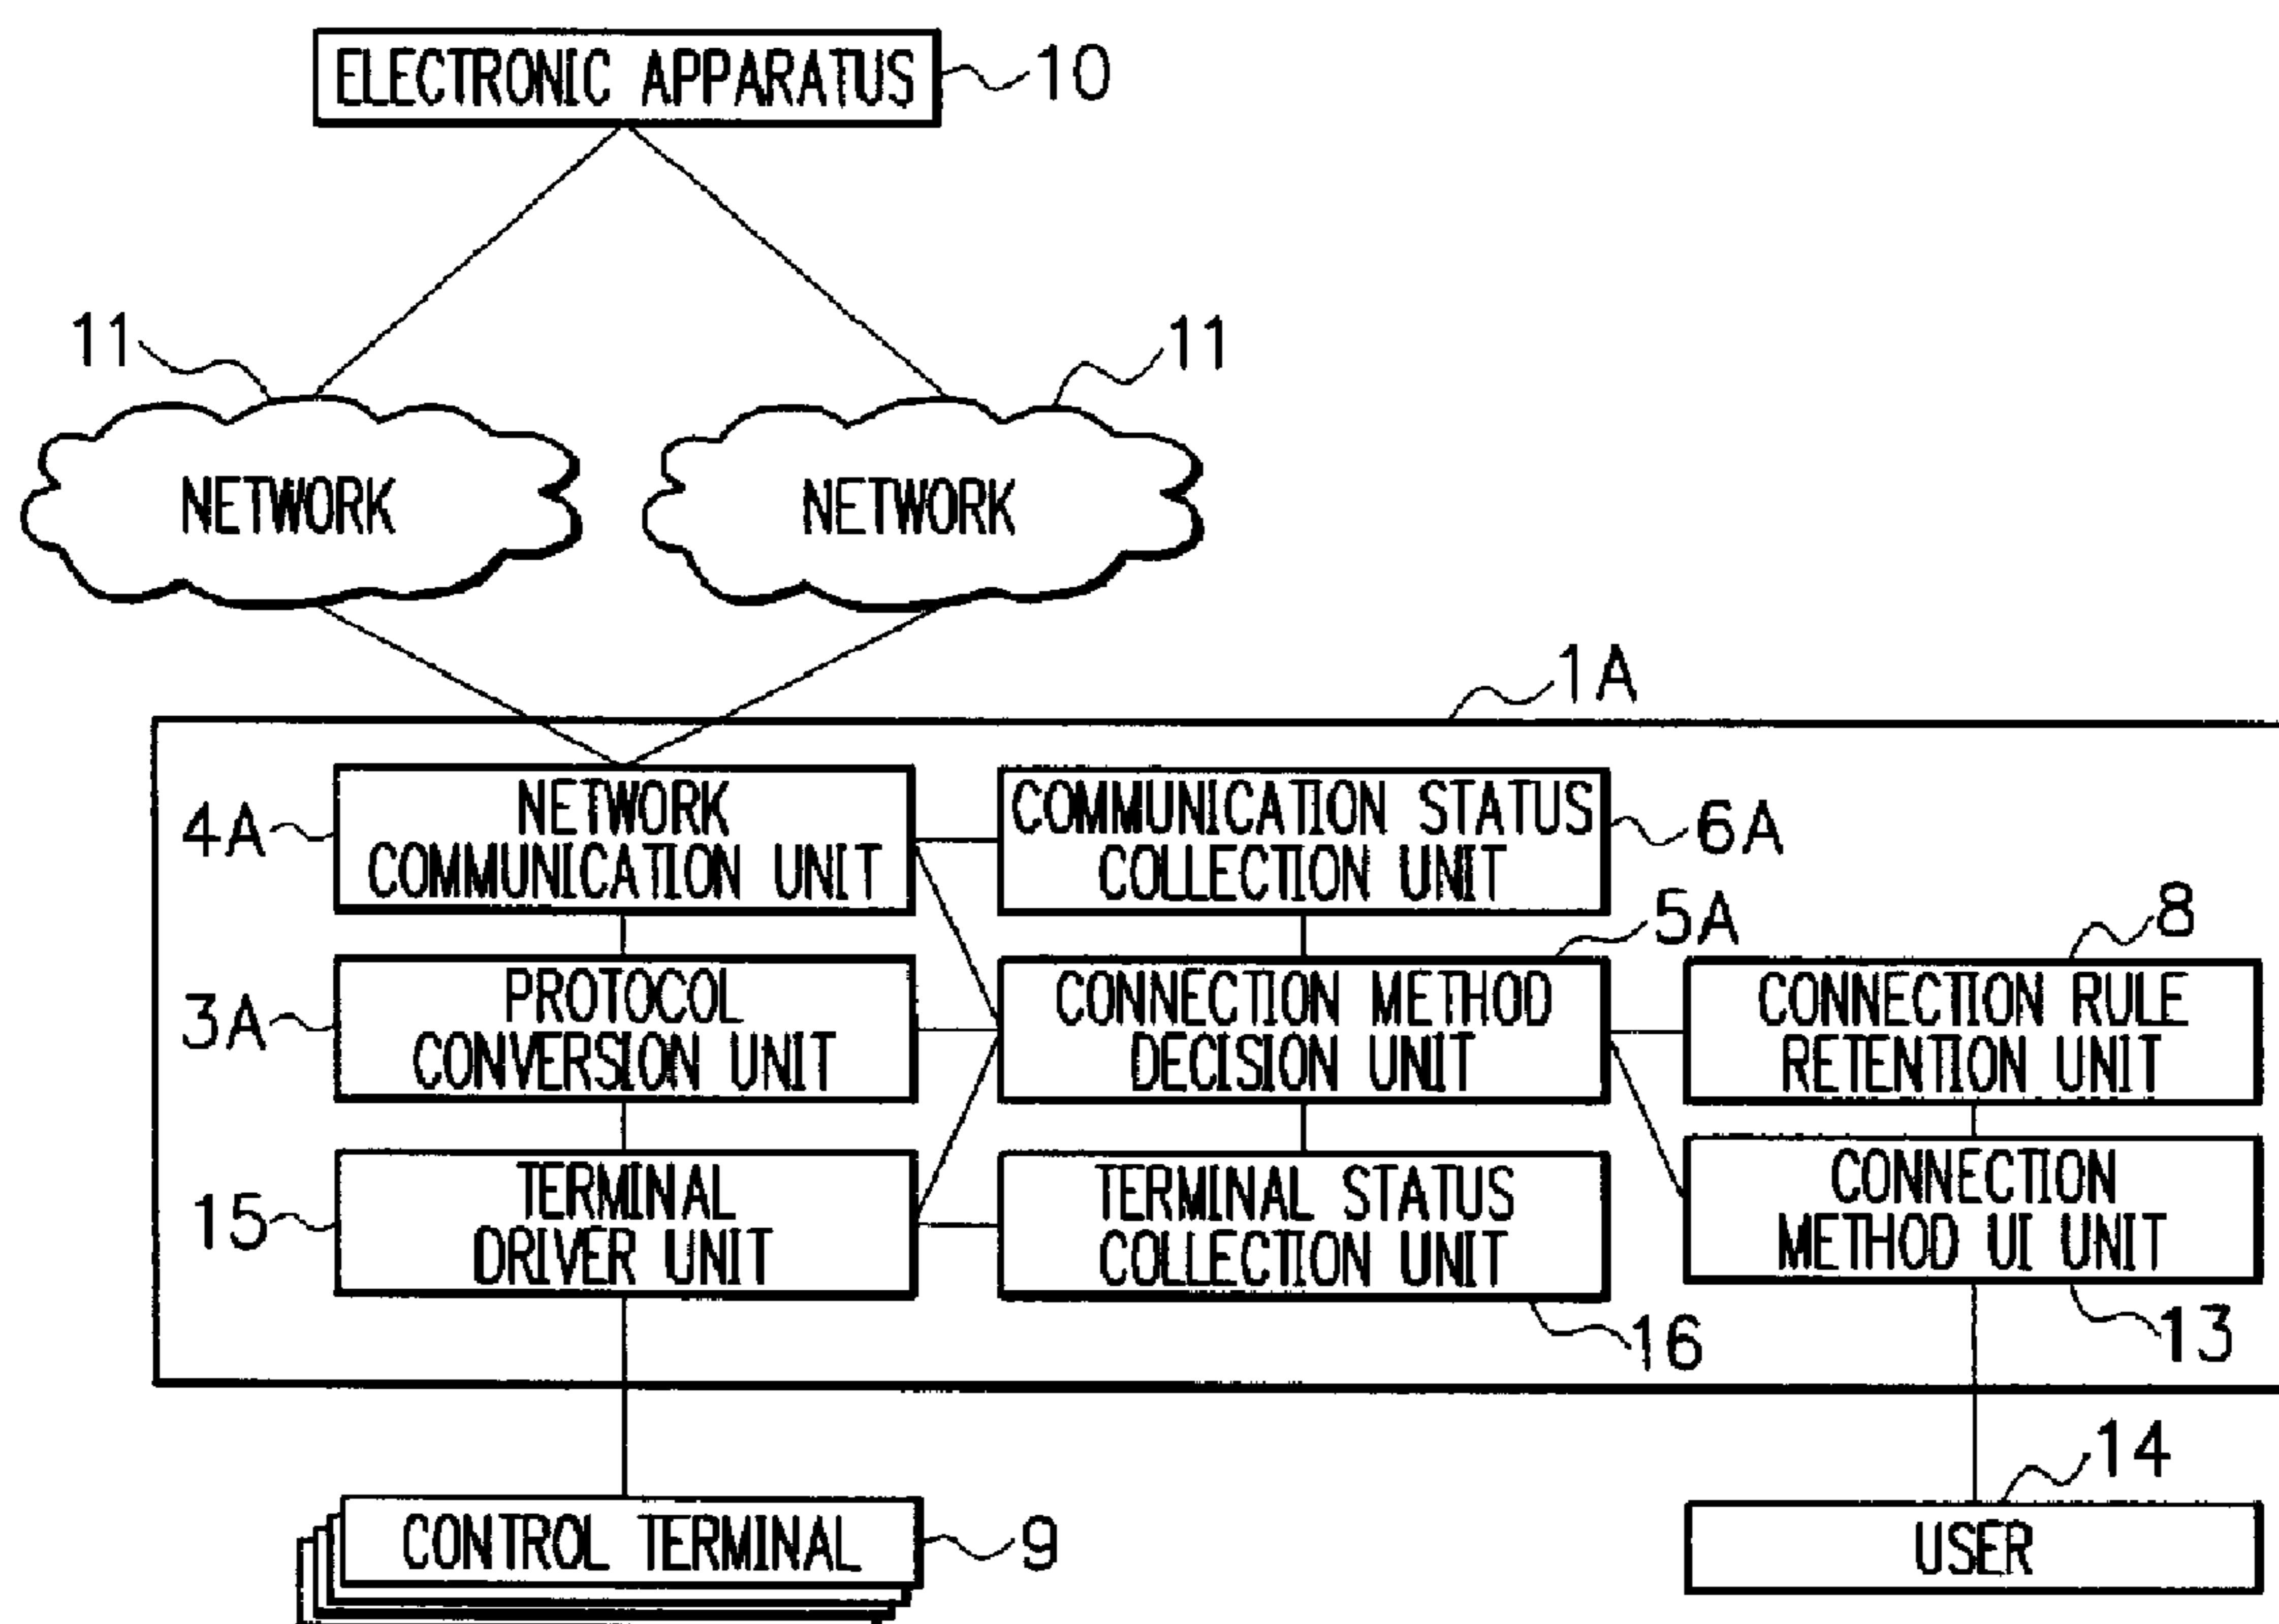 ELECTRONIC APPARATUS
10
11
11
NETWORK
NETWORK
1A
4A
NETWORK
COMMUNICATION UNIT
COMMUNICATION STATUS
COLLECTION UNIT
6A
5A
8
3A
PROTOCOL
CONVERSION UNIT
CONNECTION METHOD
DECISION UNIT
CONNECTION RULE
RETENTION UNIT
15
TERMINAL
DRIVER UNIT
TERMINAL STATUS
COLLECTION UNIT
CONNECTION
METHOD UI UNIT
16
13
14
CONTROL TERMINAL
9
USER